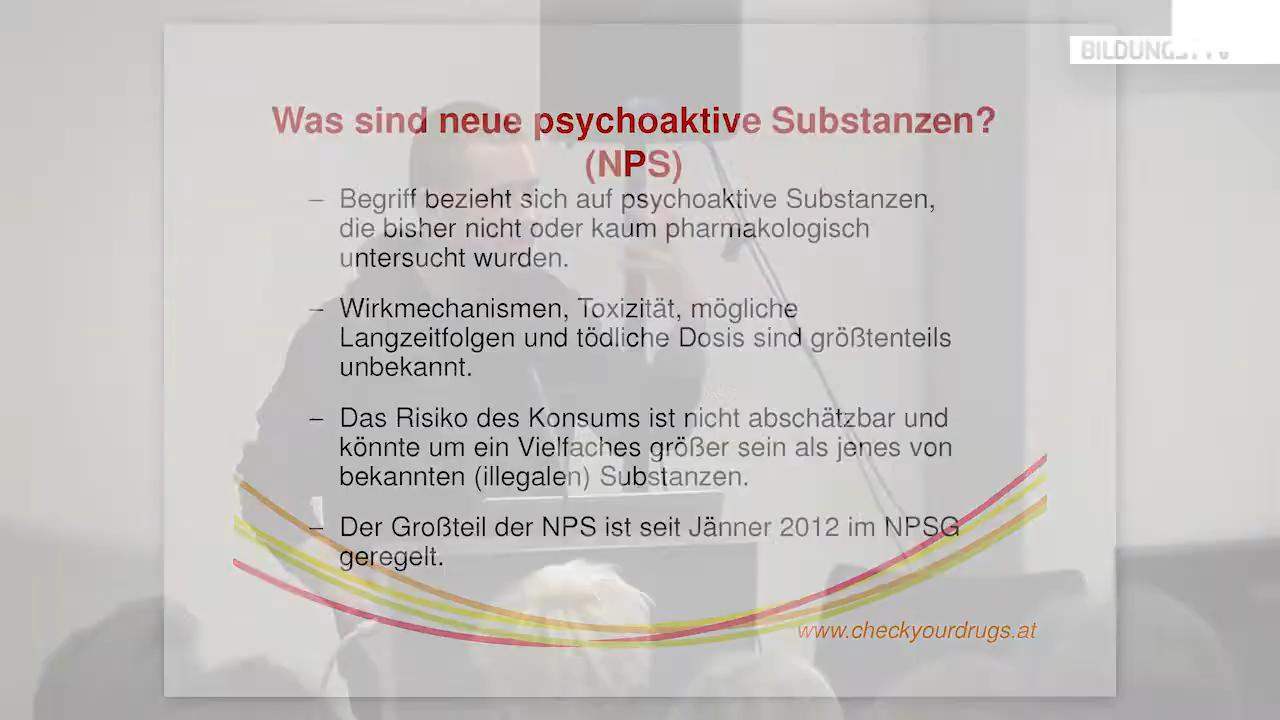 Was sind neue psychoaktive Substanzen?
(NPS)
– Begriff bezieht sich auf psychoaktive Substanzen,
die bisher nicht oder kaum pharmakologisch
untersucht wurden.
– Wirkmechanismen, Toxizität, mögliche
Langzeitfolgen und tödliche Dosis sind größtenteils
unbekannt.
– Das Risiko des Konsums ist nicht abschätzbar und
könnte um ein Vielfaches größer sein als jenes von
bekannten (illegalen) Substanzen.
– Der Großteil der NPS ist seit Jänner 2012 im NPSG
geregelt.
www.checkyourdrugs.at